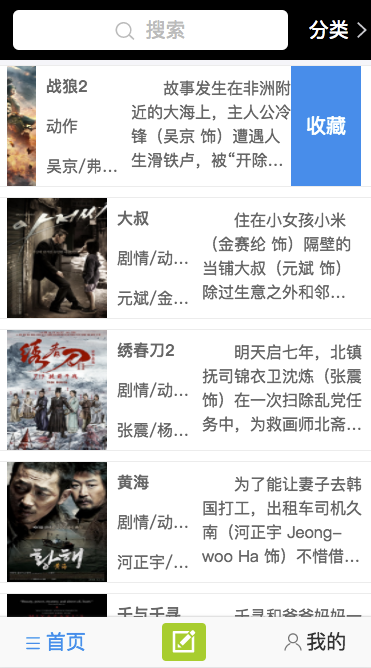 搜索
分类
战狼2
动作
吴京/弗...
故事发生在非洲附
近的大海上，主人公冷
锋（吴京 饰）遭遇人
生滑铁卢，被“开除...
收藏
大叔
剧情/动...
元斌/金...
住在小女孩小米
（金赛纶 饰）隔壁的
当铺大叔（元斌 饰）
除过生意之外和邻...
아저씨
绣春刀2
剧情/动...
张震/杨...
明天启七年，北镇
抚司锦衣卫沈炼（张震
饰）在一次扫除乱党任
务中，为救画师北斋...
绣春刀
黄海
剧情/动...
河正宇/...
为了能让妻子去韩
国打工，出租车司机久
南（河正宇 Jeong-
woo Ha 饰）不惜借...
황해
千与千寻
千寻和爸爸妈妈一
首页
我的